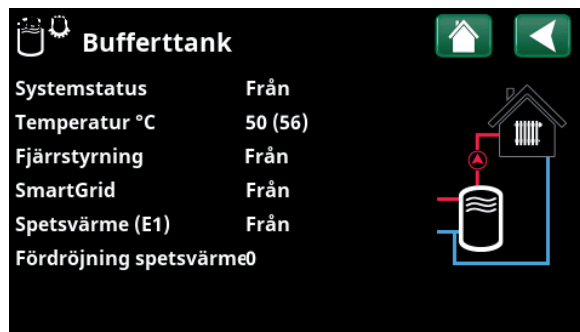 Bufferttank
Systemstatus Från
Temperatur °C 50 (56)
Fjärrstyrning Från
SmartGrid Från
Spetsvärme (E1) Från
Fördröjning spetsvärme0